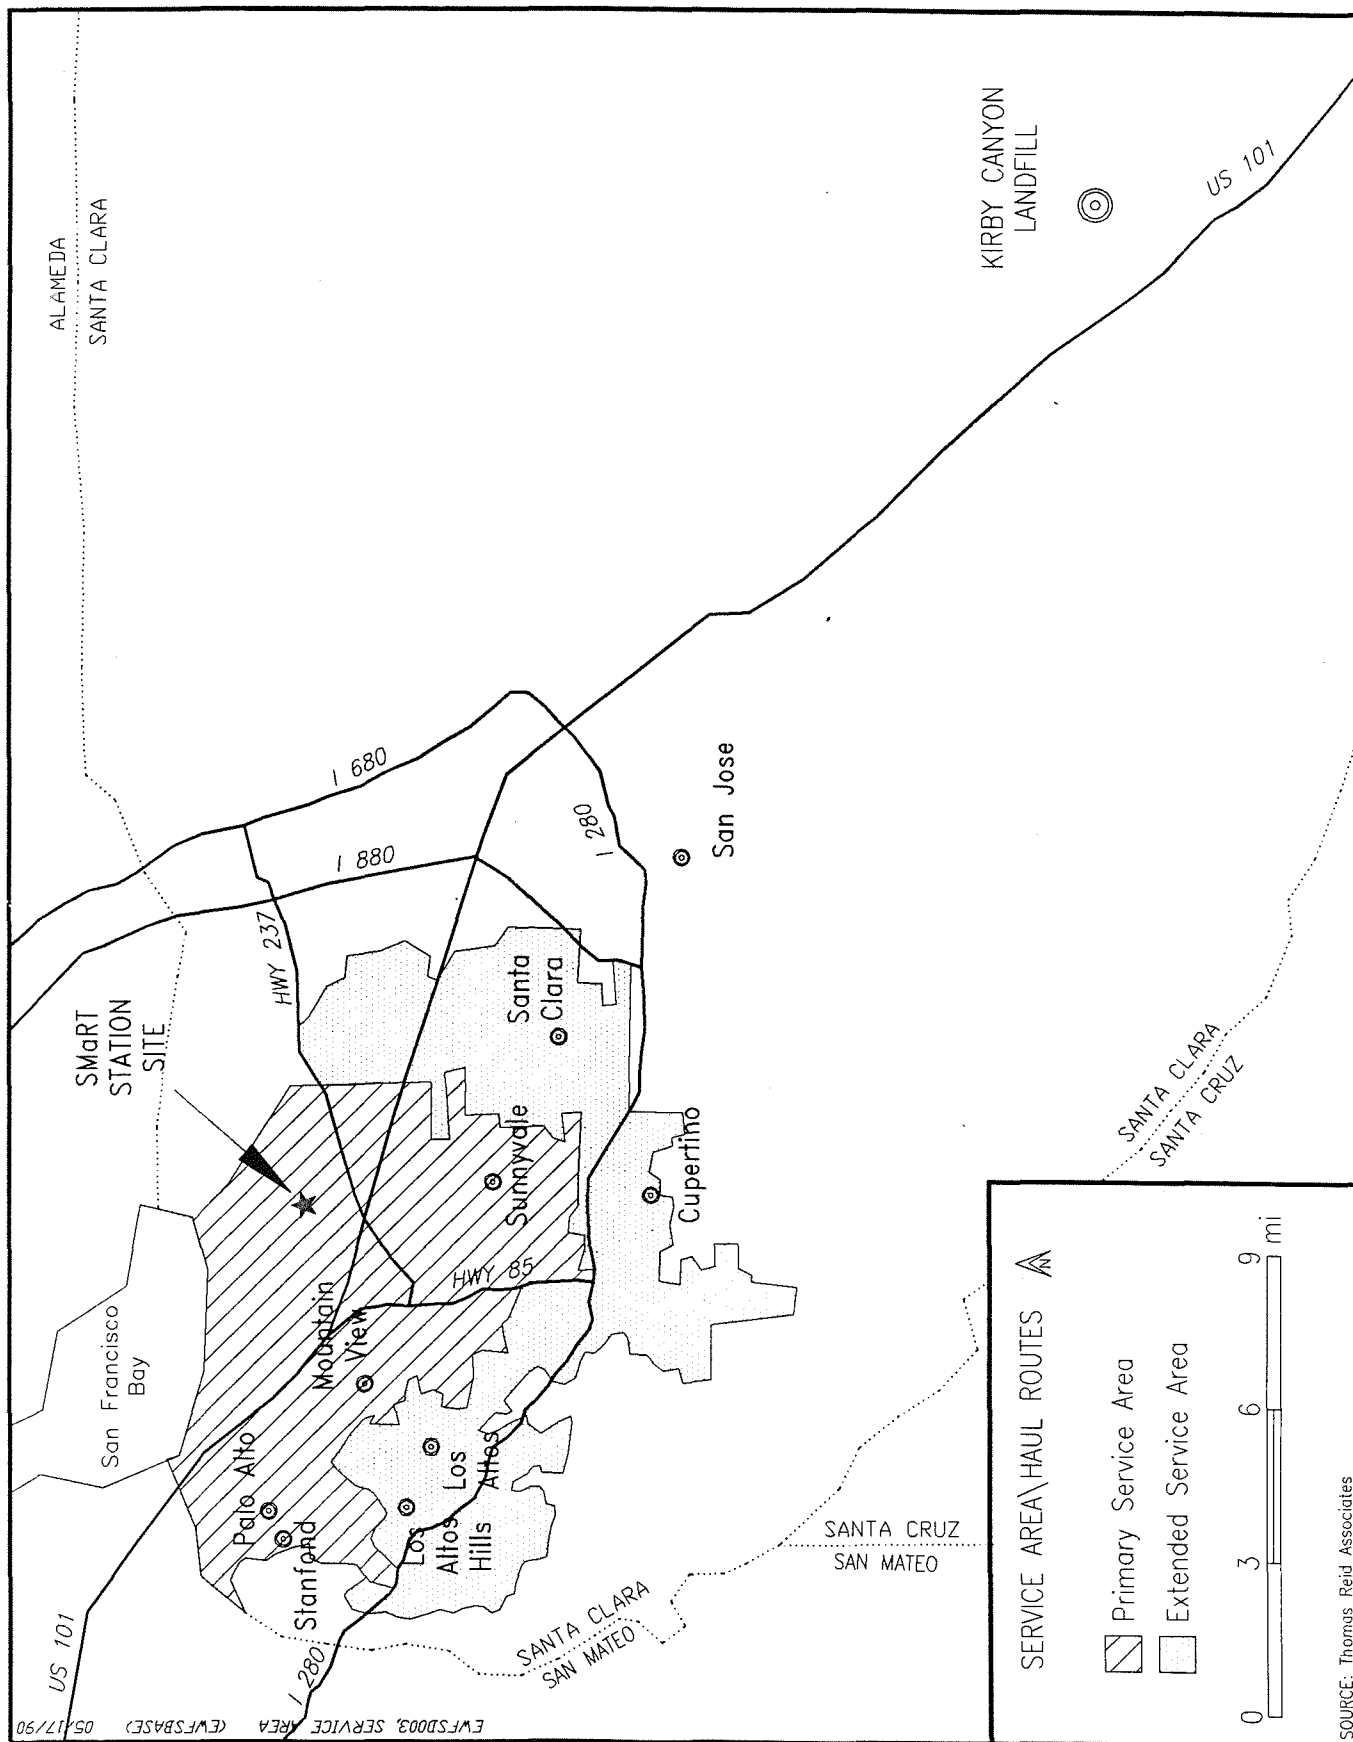 ALAMEDA
SANTA CLARA
KIRBY CANYON
LANDFILL
US 101
I 680
I 880
I 280
HWY 237
San Jose
SMaRT
STATION
SITE
Santa
Clara
Sunnyvale
Cupertino
HWY 85
Mountain
View
San Francisco
Bay
Palo Alto
Stanford
Los
Altos
Los
Altos
Hills
US 101
I 280
SANTA CLARA
SAN MATEO
SANTA CRUZ
SAN MATEO
SANTA CLARA
SANTA CRUZ
EWFSD003, SERVICE AREA (EWFSBASE) 05/17/90
SERVICE AREA\HAUL ROUTES N
Primary Service Area
Extended Service Area
0 3 6 9 mi
SOURCE: Thomas Reid Associates